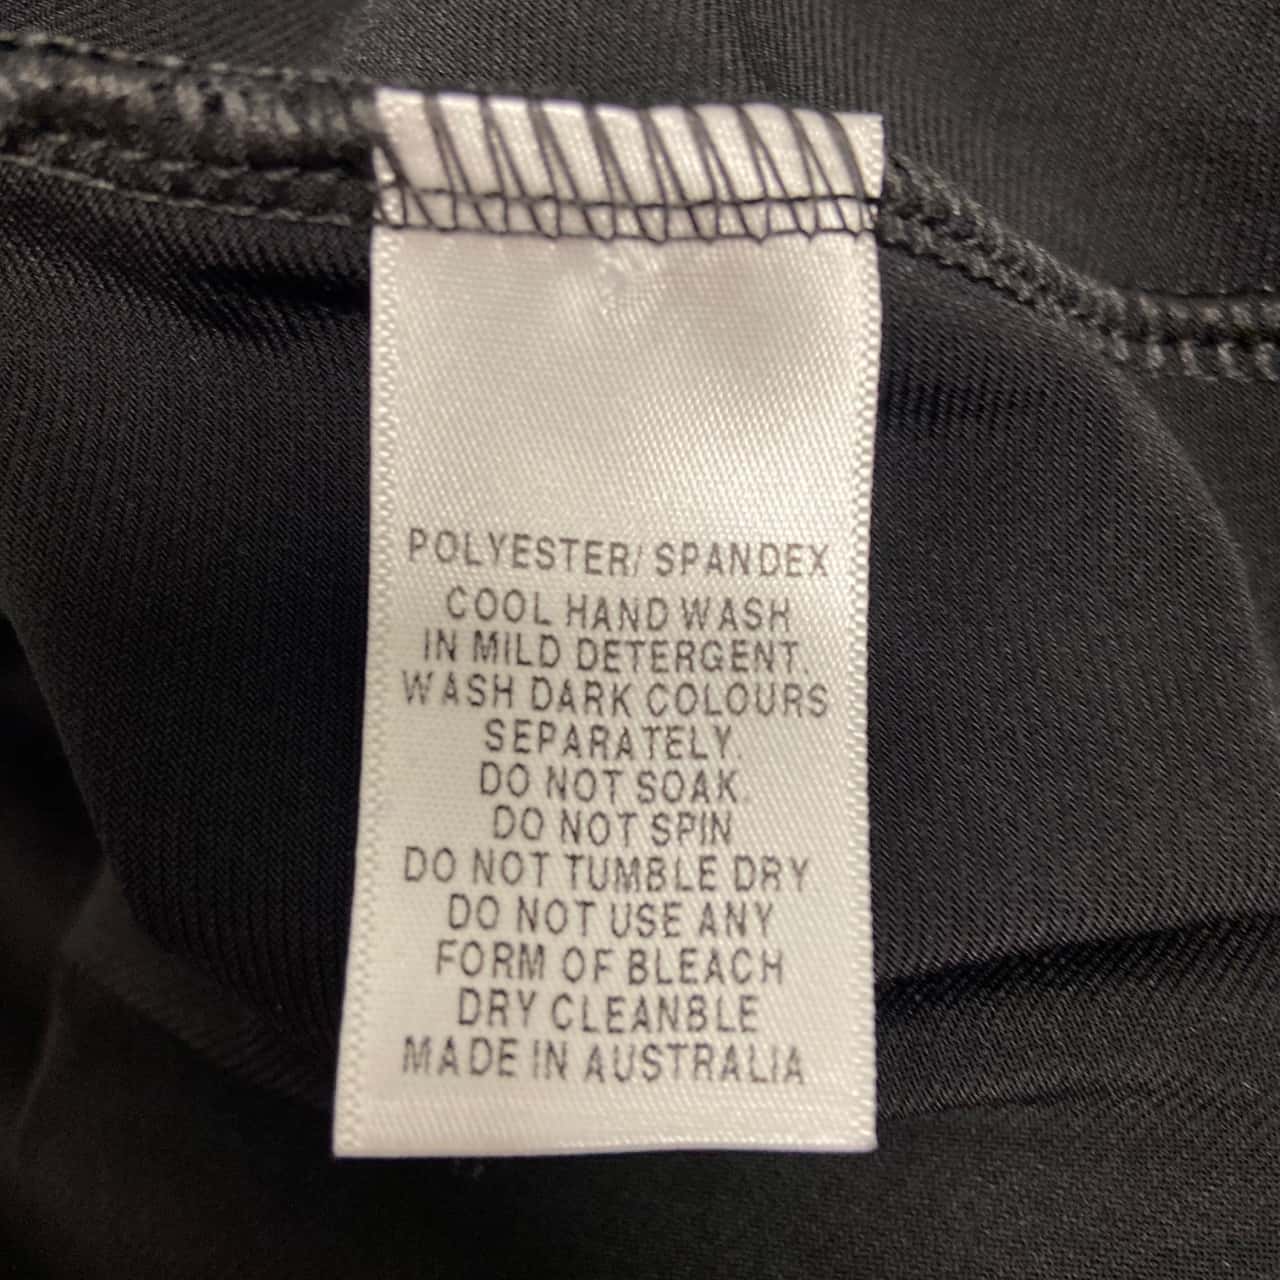 POLYESTER/ SPANDEX
COOL HAND WASH
IN MILD DETERGENT.
WASH DARK COLOURS
SEPARATELY.
DO NOT SOAK.
DO NOT SPIN
DO NOT TUMBLE DRY
DO NOT USE ANY
FORM OF BLEACH
DRY CLEANBLE
MADE IN AUSTRALIA